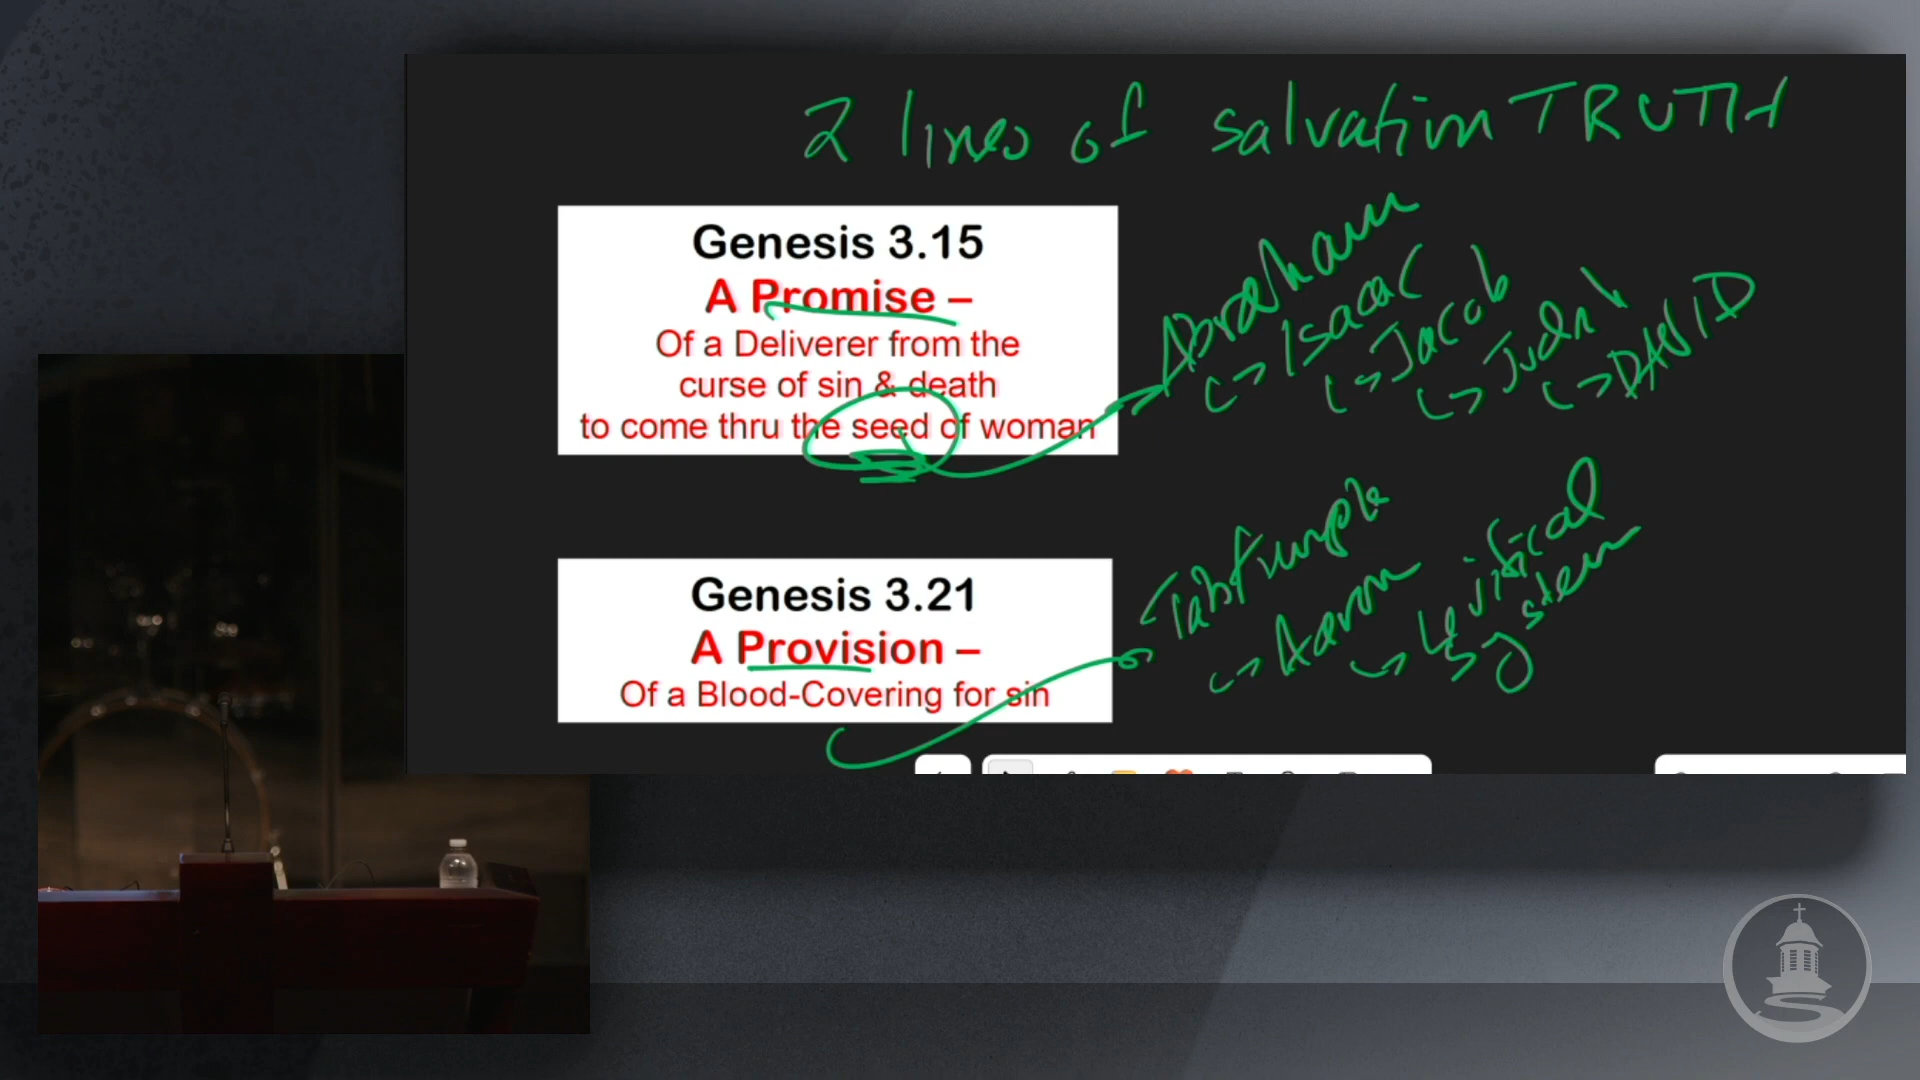 2 lines of salvation TRUTH
Genesis 3.15
A Promise –
Of a Deliverer from the
curse of sin & death
to come thru the seed of woman
Abraham
↳ Isaac
↳ Jacob
↳ Judah
↳ DAVID
Genesis 3.21
A Provision –
Of a Blood-Covering for sin
↳ Aaron
↳ Levitical
System